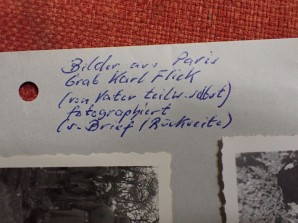 Bilder aus Paris
Grab Karl Flick
(von Vater teilw. selbst)
fotographiert
(s. Brief/Rückseite)